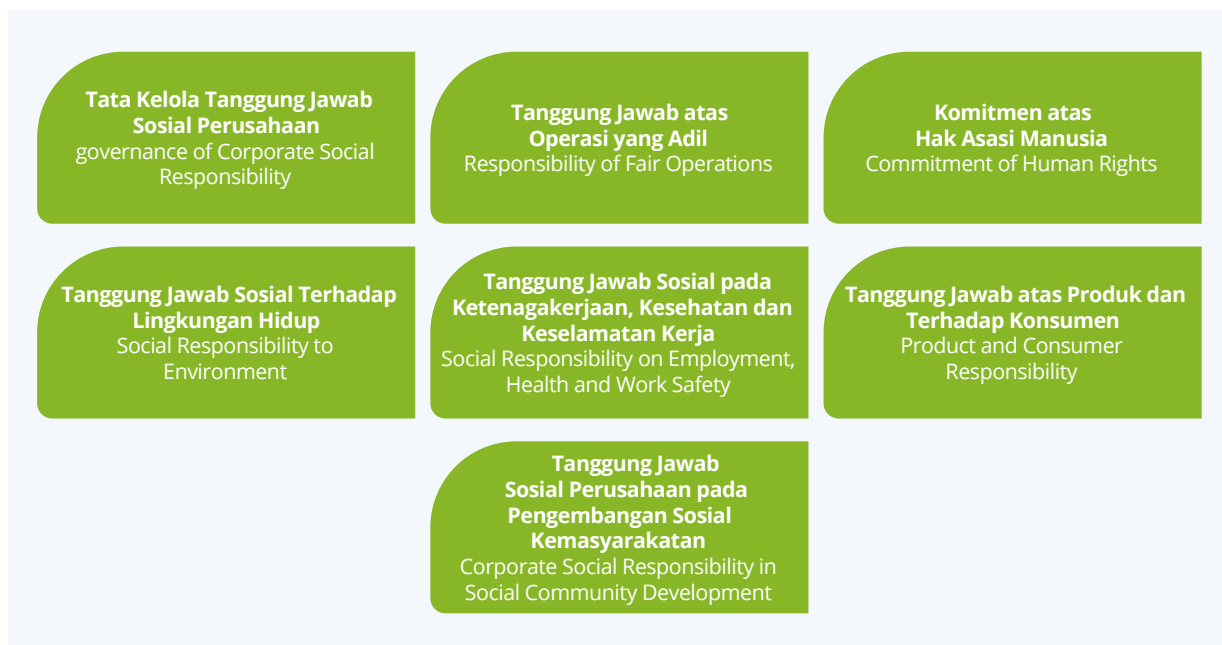 Tata Kelola Tanggung Jawab
Sosial Perusahaan
governance of Corporate Social
Responsibility
Tanggung Jawab atas
Operasi yang Adil
Responsibility of Fair Operations
Komitmen atas
Hak Asasi Manusia
Commitment of Human Rights
Tanggung Jawab Sosial Terhadap
Lingkungan Hidup
Social Responsibility to
Environment
Tanggung Jawab Sosial pada
Ketenagakerjaan, Kesehatan dan
Keselamatan Kerja
Social Responsibility on Employment,
Health and Work Safety
Tanggung Jawab atas Produk dan
Terhadap Konsumen
Product and Consumer
Responsibility
Tanggung Jawab
Sosial Perusahaan pada
Pengembangan Sosial
Kemasyarakatan
Corporate Social Responsibility in
Social Community Development